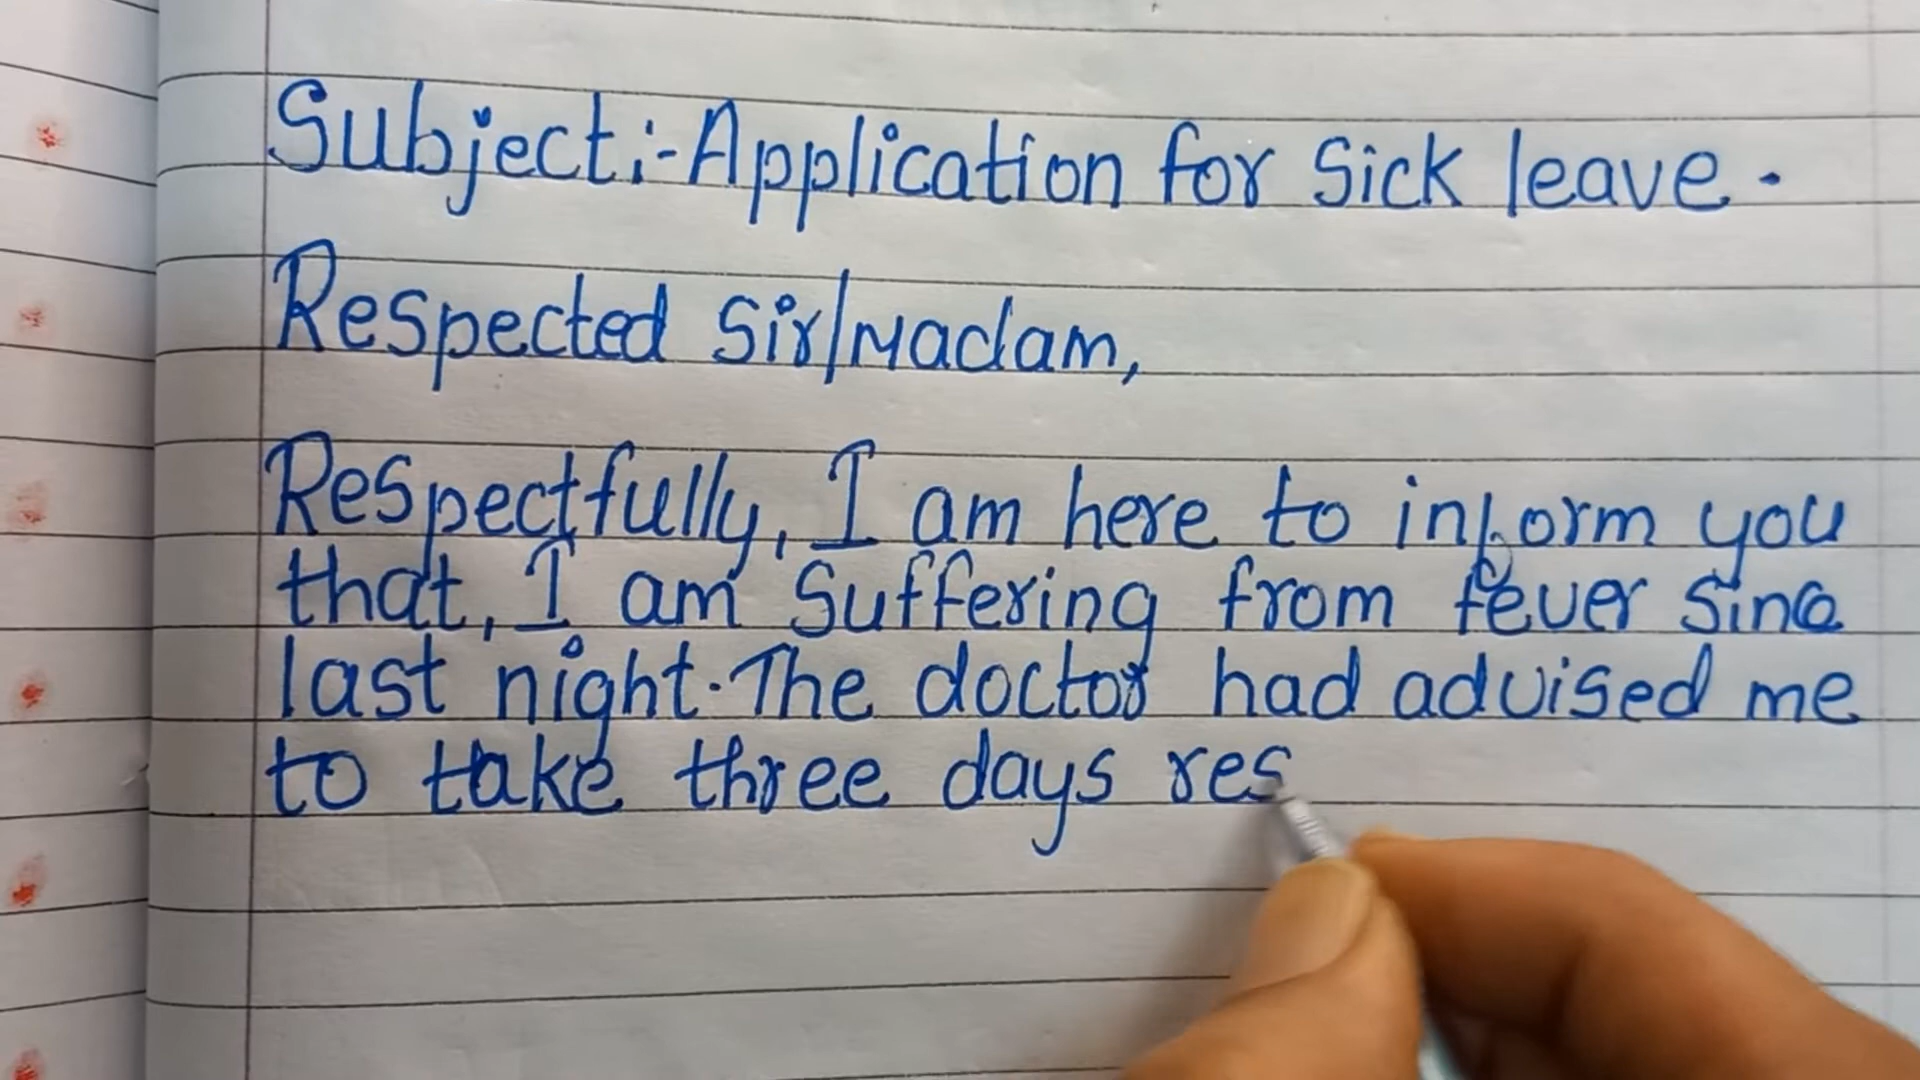 Subject:-Application for Sick leave.
Respected Sir/Madam,
Respectfully, I am here to inform you
that, I am Suffering from fever Since
last night. The doctor had advised me
to take three days res